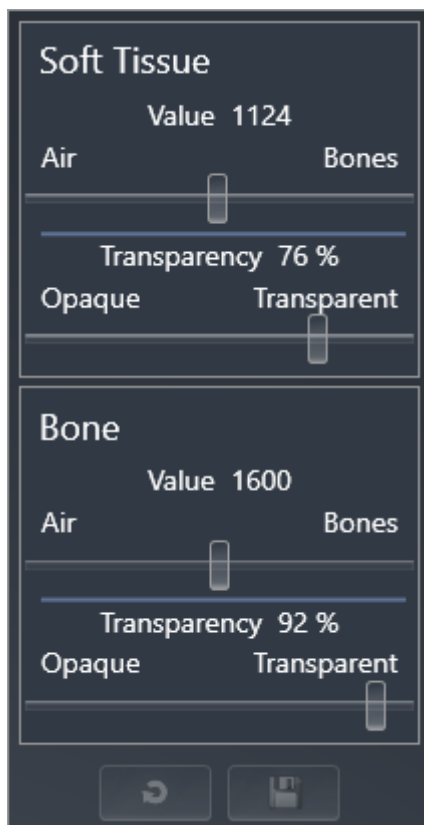 Soft Tissue
Value 1124
Air Bones
Transparency 76 %
Opaque Transparent
Bone
Value 1600
Air Bones
Transparency 92 %
Opaque Transparent